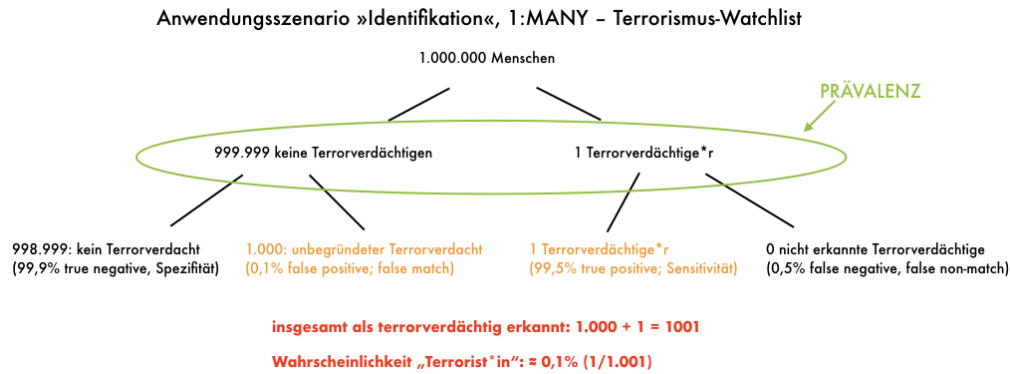 Anwendungsszenario »Identifikation«, 1:MANY – Terrorismus-Watchlist
1.000.000 Menschen
PRÄVALENZ
999.999 keine Terrorverdächtigen
1 Terrorverdächtige*r
998.999: kein Terrorverdacht
(99,9% true negative, Spezifität)
1.000: unbegründeter Terrorverdacht
(0,1% false positive; false match)
1 Terrorverdächtige*r
(99,5% true positive; Sensitivität)
0 nicht erkannte Terrorverdächtige
(0,5% false negative, false non-match)
insgesamt als terrorverdächtig erkannt: 1.000 + 1 = 1001
Wahrscheinlichkeit „Terrorist*in“: ≈ 0,1% (1/1.001)